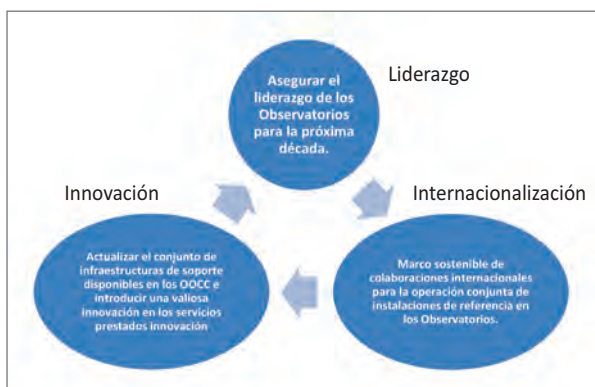 Liderazgo
Asegurar el
liderazgo de los
Observatorios
para la próxima
década.
Innovación
Internacionalización
Actualizar el conjunto de
infraestructuras de soporte
disponibles en los OOCC e
introducir una valiosa
innovación en los servicios
prestados innovación
Marco sostenible de
colaboraciones internacionales
para la operación conjunta de
instalaciones de referencia en
los Observatorios.